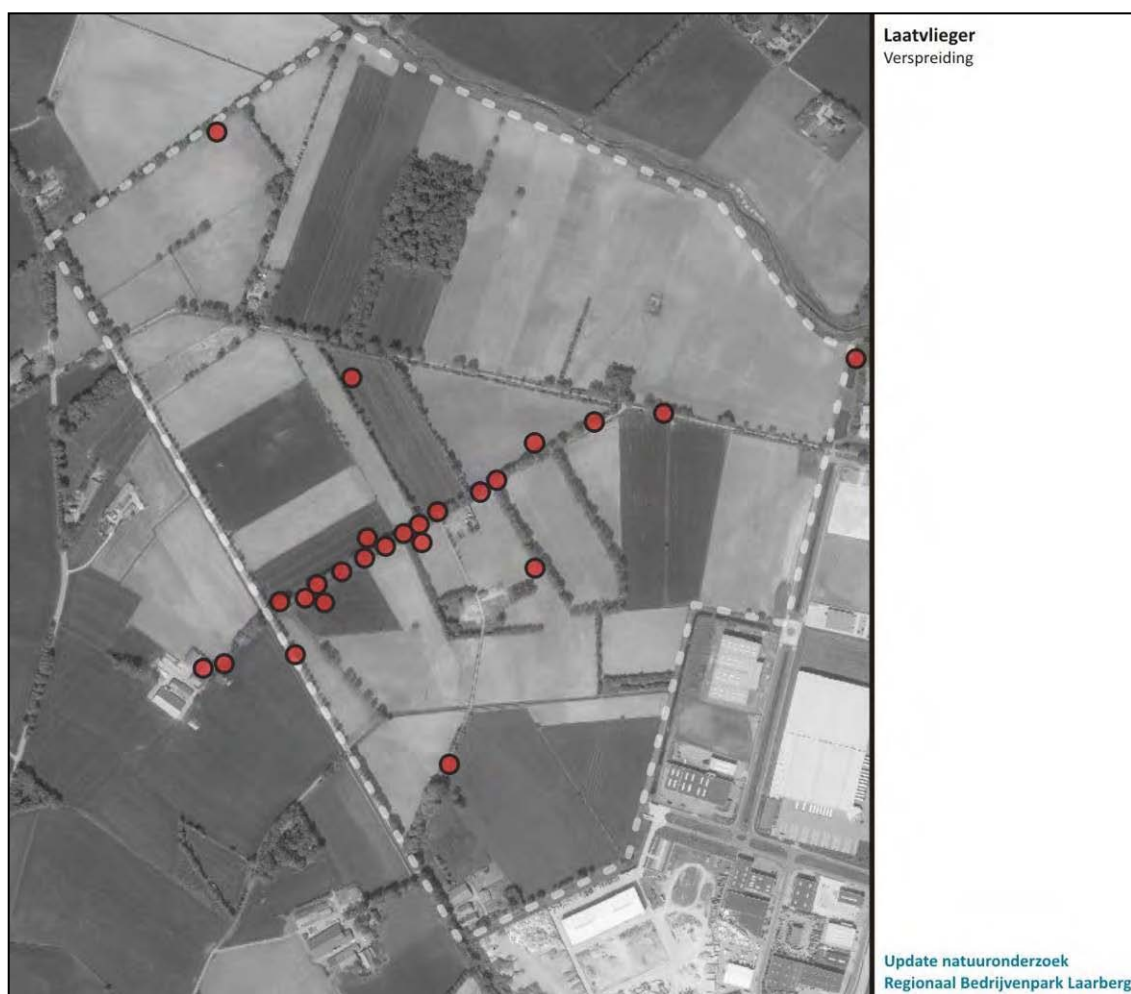 Laatvlieger
Verspreiding
Update natuuronderzoek
Regionaal Bedrijvenpark Laarberg